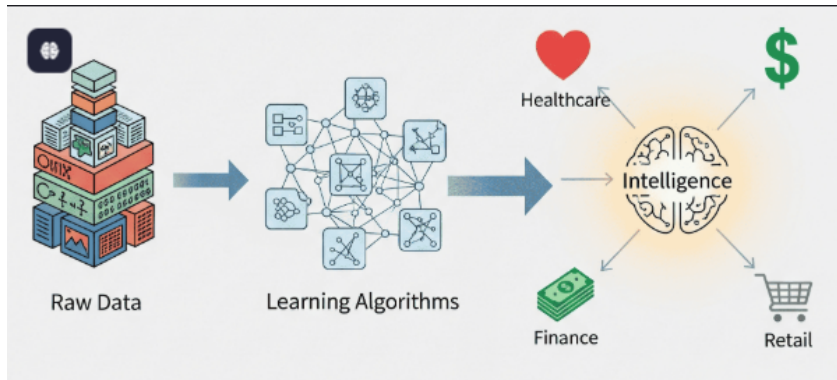 Healthcare
$
Intelligence
Raw Data
Learning Algorithms
Finance
Retail